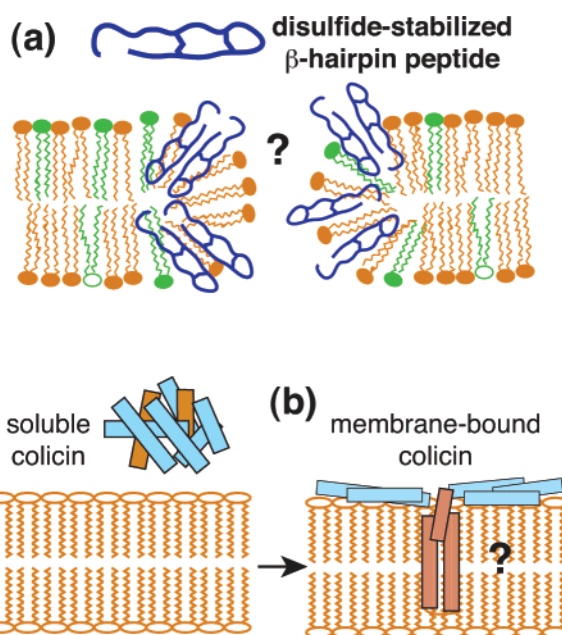 (a)
disulfide-stabilized
β-hairpin peptide
?
soluble
colicin
(b)
membrane-bound
colicin
?